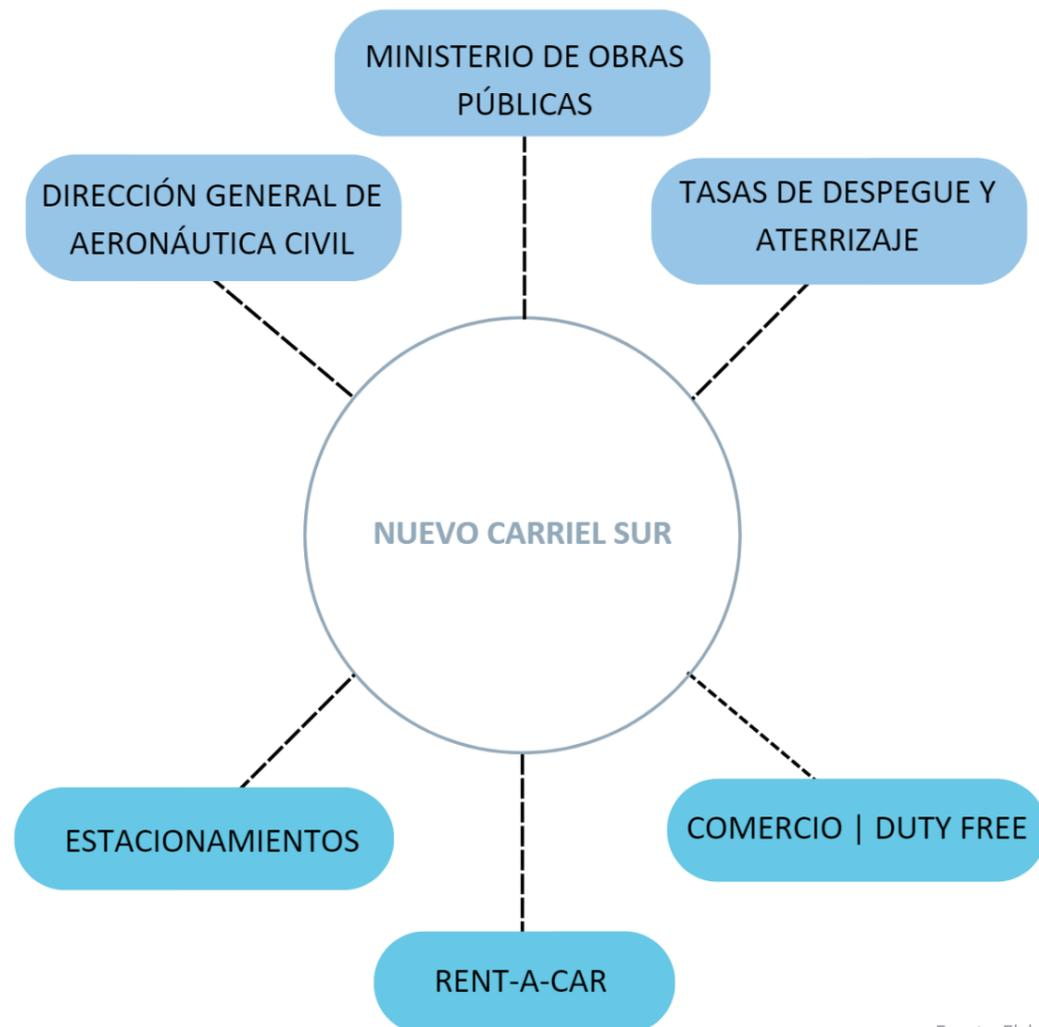 MINISTERIO DE OBRAS
PÚBLICAS
DIRECCIÓN GENERAL DE
AERONÁUTICA CIVIL
TASAS DE DESPEGUE Y
ATERRIZAJE
NUEVO CARRIEL SUR
ESTACIONAMIENTOS
COMERCIO | DUTY FREE
RENT-A-CAR